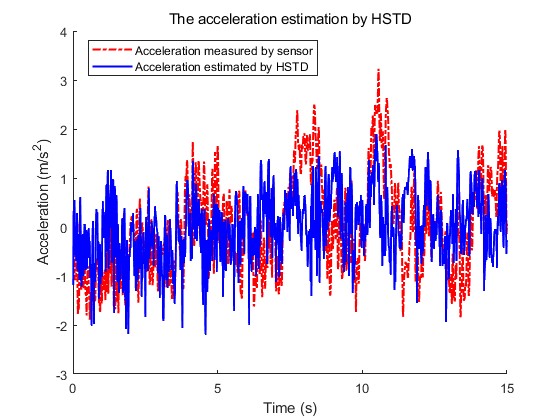 The acceleration estimation by HSTD
Acceleration measured by sensor
Acceleration estimated by HSTD
Acceleration (m/s²)
4
3
2
1
0
-1
-2
-3
0
5
10
15
Time (s)